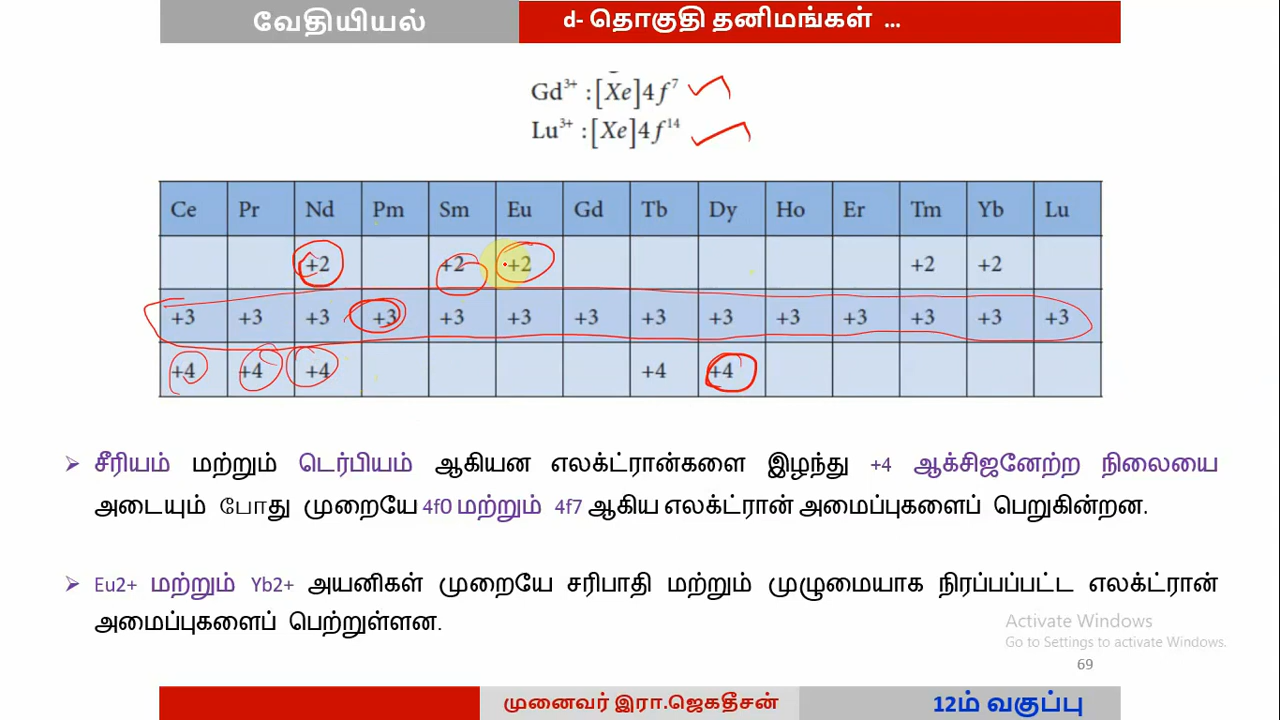 வேதியியல்
d- தொகுதி தனிமங்கள் ...
Gd³⁺ :[Xe]4f⁷
Lu³⁺ :[Xe]4f¹⁴
Ce Pr Nd Pm Sm Eu Gd Tb Dy Ho Er Tm Yb Lu
+2 +2 +2 +2 +2
+3 +3 +3 +3 +3 +3 +3 +3 +3 +3 +3 +3 +3 +3
+4 +4 +4 +4 +4
➢ சீரியம் மற்றும் டெர்பியம் ஆகியன எலக்ட்ரான்களை இழந்து +4 ஆக்சிஜனேற்ற நிலையை
அடையும் போது முறையே 4f0 மற்றும் 4f7 ஆகிய எலக்ட்ரான் அமைப்புகளைப் பெறுகின்றன.
➢ Eu2+ மற்றும் Yb2+ அயனிகள் முறையே சரிபாதி மற்றும் முழுமையாக நிரப்பப்பட்ட எலக்ட்ரான்
அமைப்புகளைப் பெற்றுள்ளன.
Activate Windows
Go to Settings to activate Windows.
69
முனைவர் இரா.ஜெகதீசன்
12ம் வகுப்பு